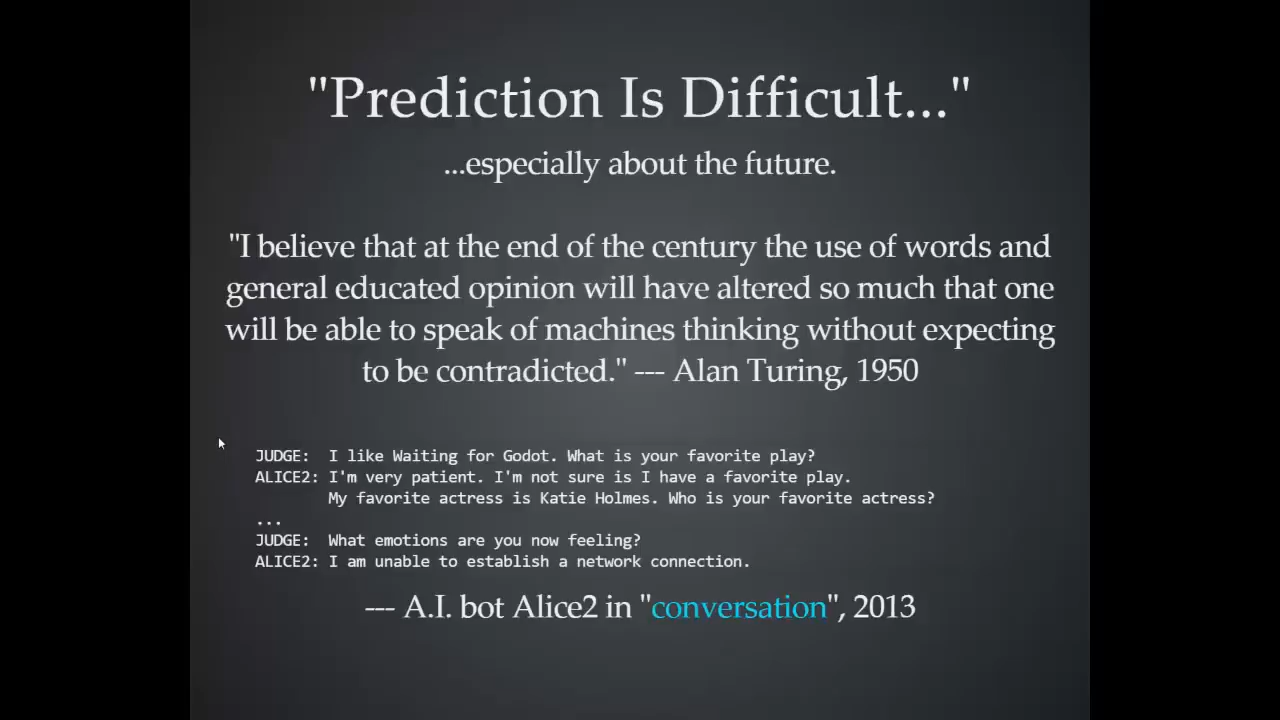 "Prediction Is Difficult..."
...especially about the future.
"I believe that at the end of the century the use of words and
general educated opinion will have altered so much that one
will be able to speak of machines thinking without expecting
to be contradicted." --- Alan Turing, 1950
JUDGE: I like Waiting for Godot. What is your favorite play?
ALICE2: I'm very patient. I'm not sure is I have a favorite play.
My favorite actress is Katie Holmes. Who is your favorite actress?
...
JUDGE: What emotions are you now feeling?
ALICE2: I am unable to establish a network connection.
--- A.I. bot Alice2 in "conversation", 2013